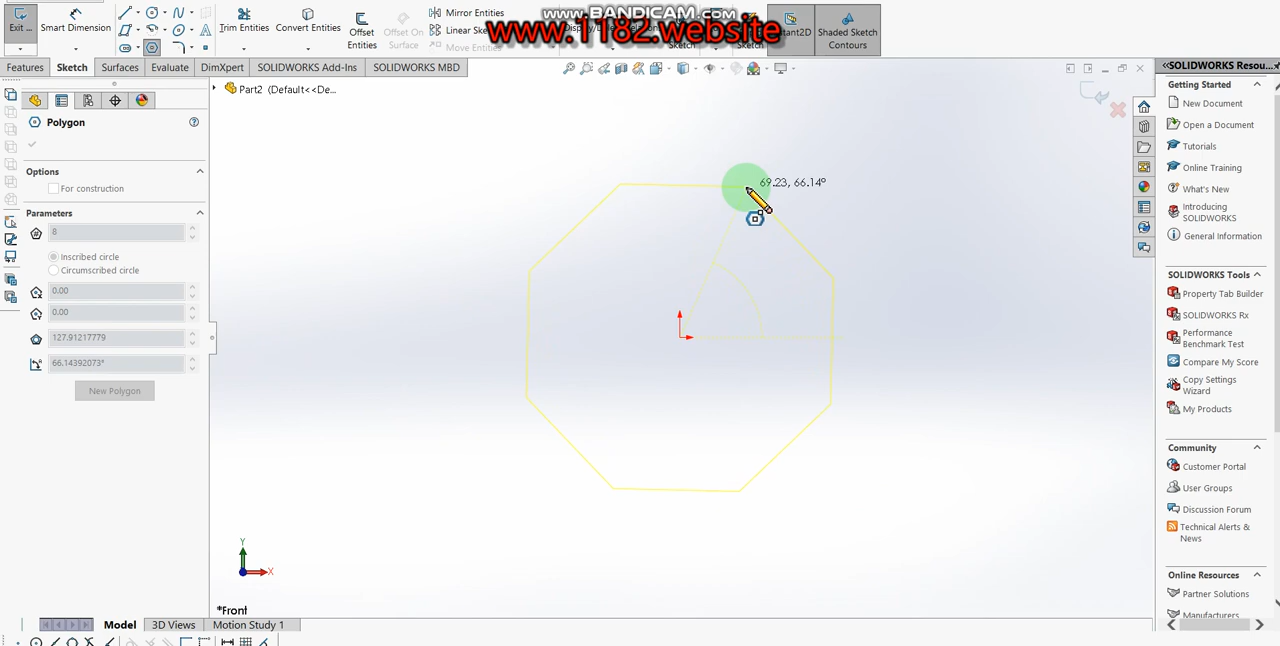 www.BANDICAM.com
www.1182.website
Exit ...
Trim Entities
Convert Entities
Offset
Entities
Offset On
Surface
Mirror Entities
Move Entities
Shaded Sketch
Contours
Features
Sketch
Surfaces
Evaluate
DimXpert
SOLIDWORKS Add-Ins
SOLIDWORKS MBD
Part2 (Default<<De...
Polygon
Options
For construction
Parameters
8
Inscribed circle
Circumscribed circle
0.00
0.00
127.91217779
66.14392073°
New Polygon
69.23, 66.14°
Y
X
*Front
Model
3D Views
Motion Study 1
SOLIDWORKS Resou...
Getting Started
New Document
Open a Document
Tutorials
Online Training
What's New
Introducing
SOLIDWORKS
General Information
SOLIDWORKS Tools
Property Tab Builder
SOLIDWORKS Rx
Performance
Benchmark Test
Compare My Score
Copy Settings
Wizard
My Products
Community
Customer Portal
User Groups
Discussion Forum
Technical Alerts &
News
Online Resources
Partner Solutions
Manufacturers